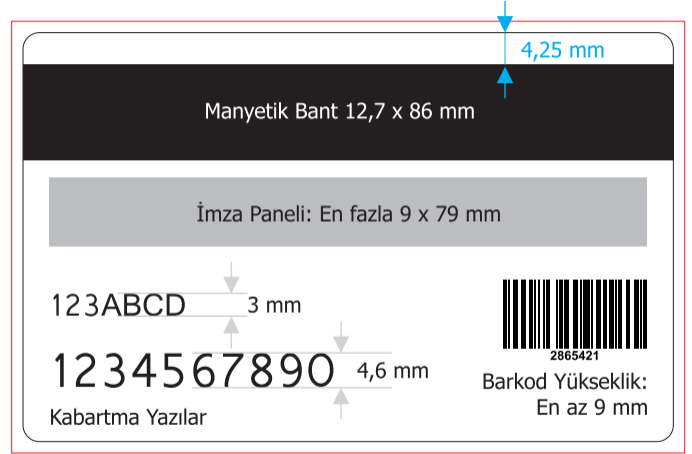 4,25 mm
Manyetik Bant 12,7 x 86 mm
İmza Paneli: En fazla 9 x 79 mm
123ABCD
3 mm
1234567890
4,6 mm
Kabartma Yazılar
2865421
Barkod Yükseklik:
En az 9 mm